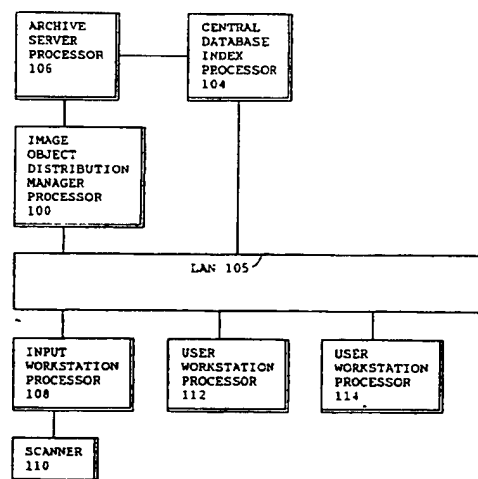 ARCHIVE
SERVER
PROCESSOR
106
CENTRAL
DATABASE
INDEX
PROCESSOR
104
IMAGE
OBJECT
DISTRIBUTION
MANAGER
PROCESSOR
100
LAN 105
INPUT
WORKSTATION
PROCESSOR
108
USER
WORKSTATION
PROCESSOR
112
USER
WORKSTATION
PROCESSOR
114
SCANNER
110